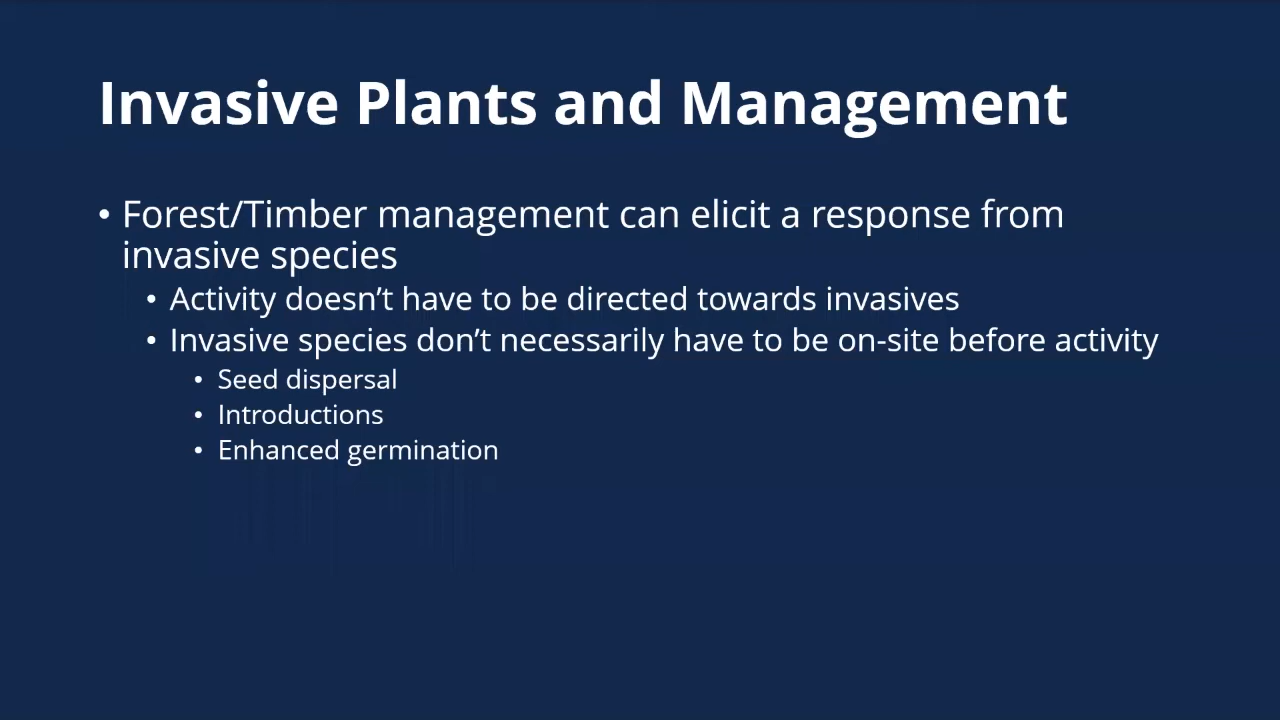 Invasive Plants and Management
• Forest/Timber management can elicit a response from
invasive species
• Activity doesn’t have to be directed towards invasives
• Invasive species don’t necessarily have to be on-site before activity
• Seed dispersal
• Introductions
• Enhanced germination